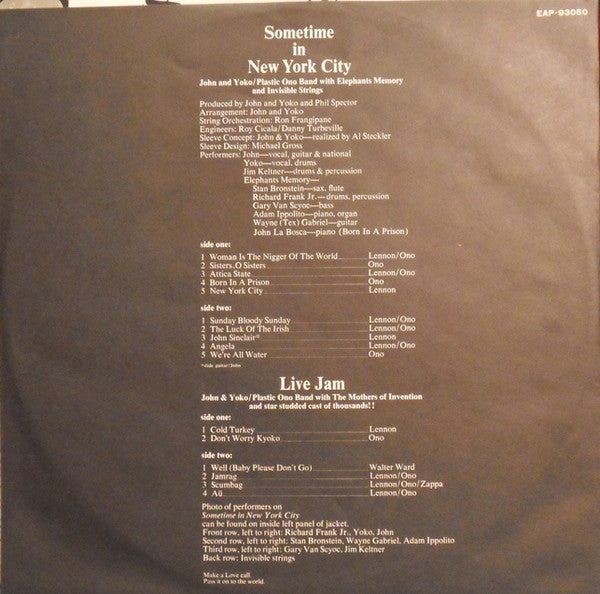 EAP-93050
Sometime
in
New York City
John and Yoko/Plastic Ono Band with Elephants Memory
and Invisible Strings
Produced by John and Yoko and Phil Spector
Arrangement: John and Yoko
String Orchestration: Ron Frangipane
Engineers: Roy Cicala/Danny Turbeville
Sleeve Concept: John & Yoko—realized by Al Steckler
Sleeve Design: Michael Gross
Performers: John—vocal, guitar & national
Yoko—vocal, drums
Jim Keltner—drums & percussion
Elephants Memory—
Stan Bronstein—sax, flute
Richard Frank Jr.—drums, percussion
Gary Van Scyoc—bass
Adam Ippolito—piano, organ
Wayne (Tex) Gabriel—guitar
John La Bosca—piano (Born In A Prison)
side one:
1 Woman Is The Nigger Of The World Lennon/Ono
2 Sisters, O Sisters Ono
3 Attica State Lennon/Ono
4 Born In A Prison Ono
5 New York City Lennon
side two:
1 Sunday Bloody Sunday Lennon/Ono
2 The Luck Of The Irish Lennon/Ono
3 John Sinclair* Lennon
4 Angela Lennon/Ono
5 We're All Water Ono
*slide guitar/John
Live Jam
John & Yoko/Plastic Ono Band with The Mothers of Invention
and star studded cast of thousands!!
side one:
1 Cold Turkey Lennon
2 Don't Worry Kyoko Ono
side two:
1 Well (Baby Please Don't Go) Walter Ward
2 Jamrag Lennon/Ono
3 Scumbag Lennon/Ono/Zappa
4 Aü Lennon/Ono
Photo of performers on
Sometime in New York City
can be found on inside left panel of jacket.
Front row, left to right: Richard Frank Jr., Yoko, John
Second row, left to right: Stan Bronstein, Wayne Gabriel, Adam Ippolito
Third row, left to right: Gary Van Scyoc, Jim Keltner
Back row: Invisible strings
Make a Love call.
Pass it on to the world.